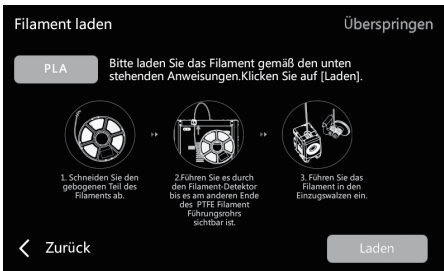 Filament laden
Überspringen
PLA
Bitte laden Sie das Filament gemäß den unten
stehenden Anweisungen.Klicken Sie auf [Laden].
1. Schneiden Sie den
gebogenen Teil des
Filaments ab.
2.Führen Sie es durch
den Filament-Detektor
bis es am anderen Ende
des PTFE Filament
Führungsrohrs
sichtbar ist.
3. Führen Sie das
Filament in den
Einzugswalzen ein.
Zurück
Laden